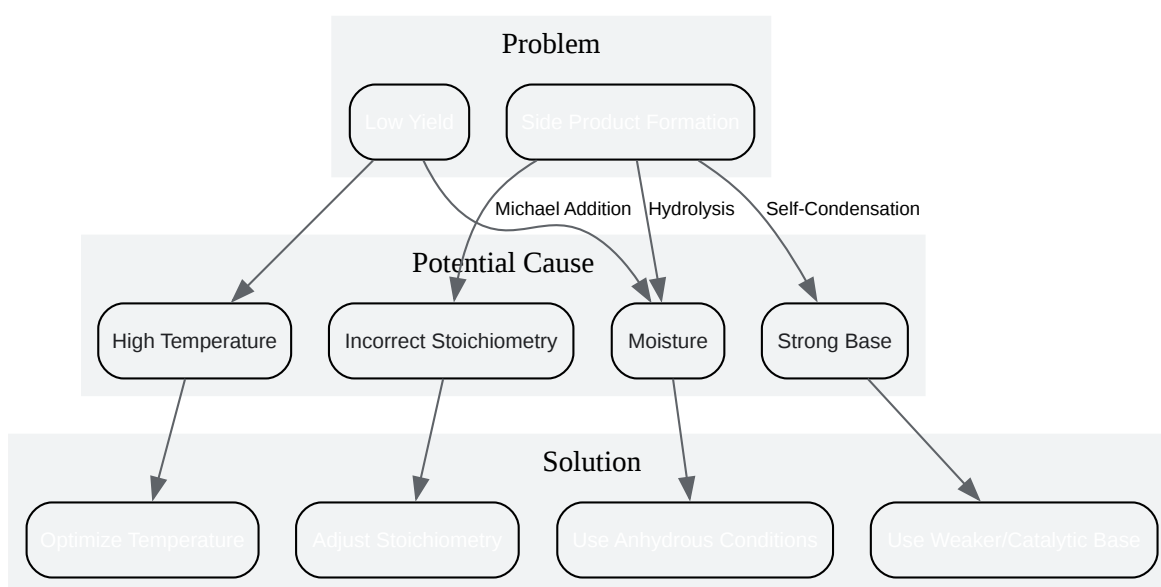 Problem
Low Yield
Side Product Formation
Michael Addition
Hydrolysis
Self-Condensation
Potential Cause
High Temperature
Incorrect Stoichiometry
Moisture
Strong Base
Solution
Optimize Temperature
Adjust Stoichiometry
Use Anhydrous Conditions
Use Weaker/Catalytic Base